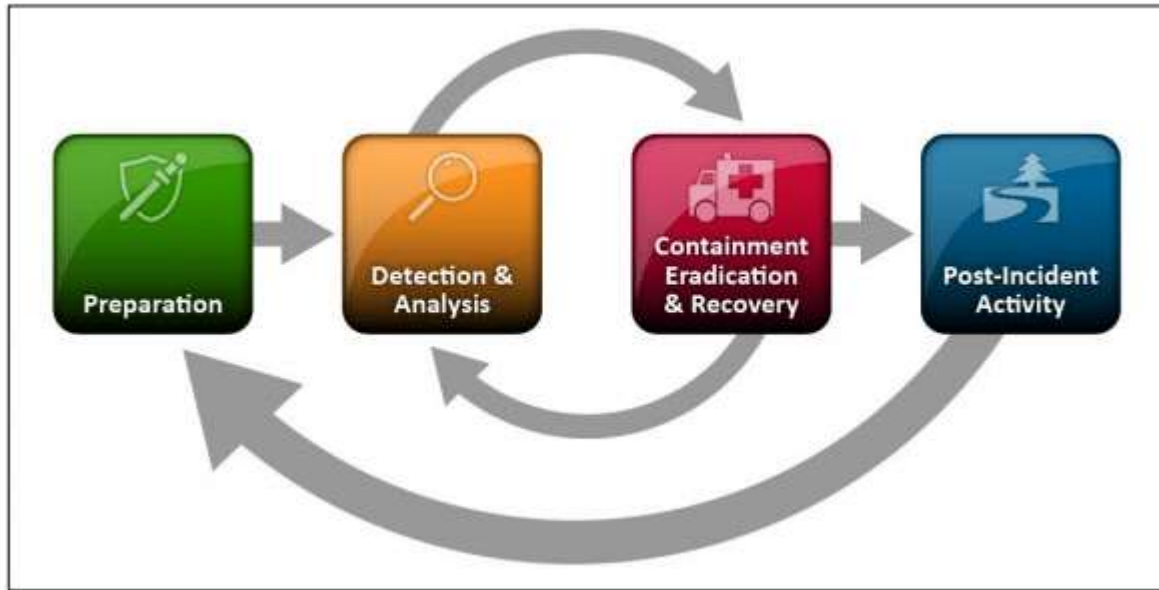 Preparation
Detection &
Analysis
Containment
Eradication
& Recovery
Post-Incident
Activity